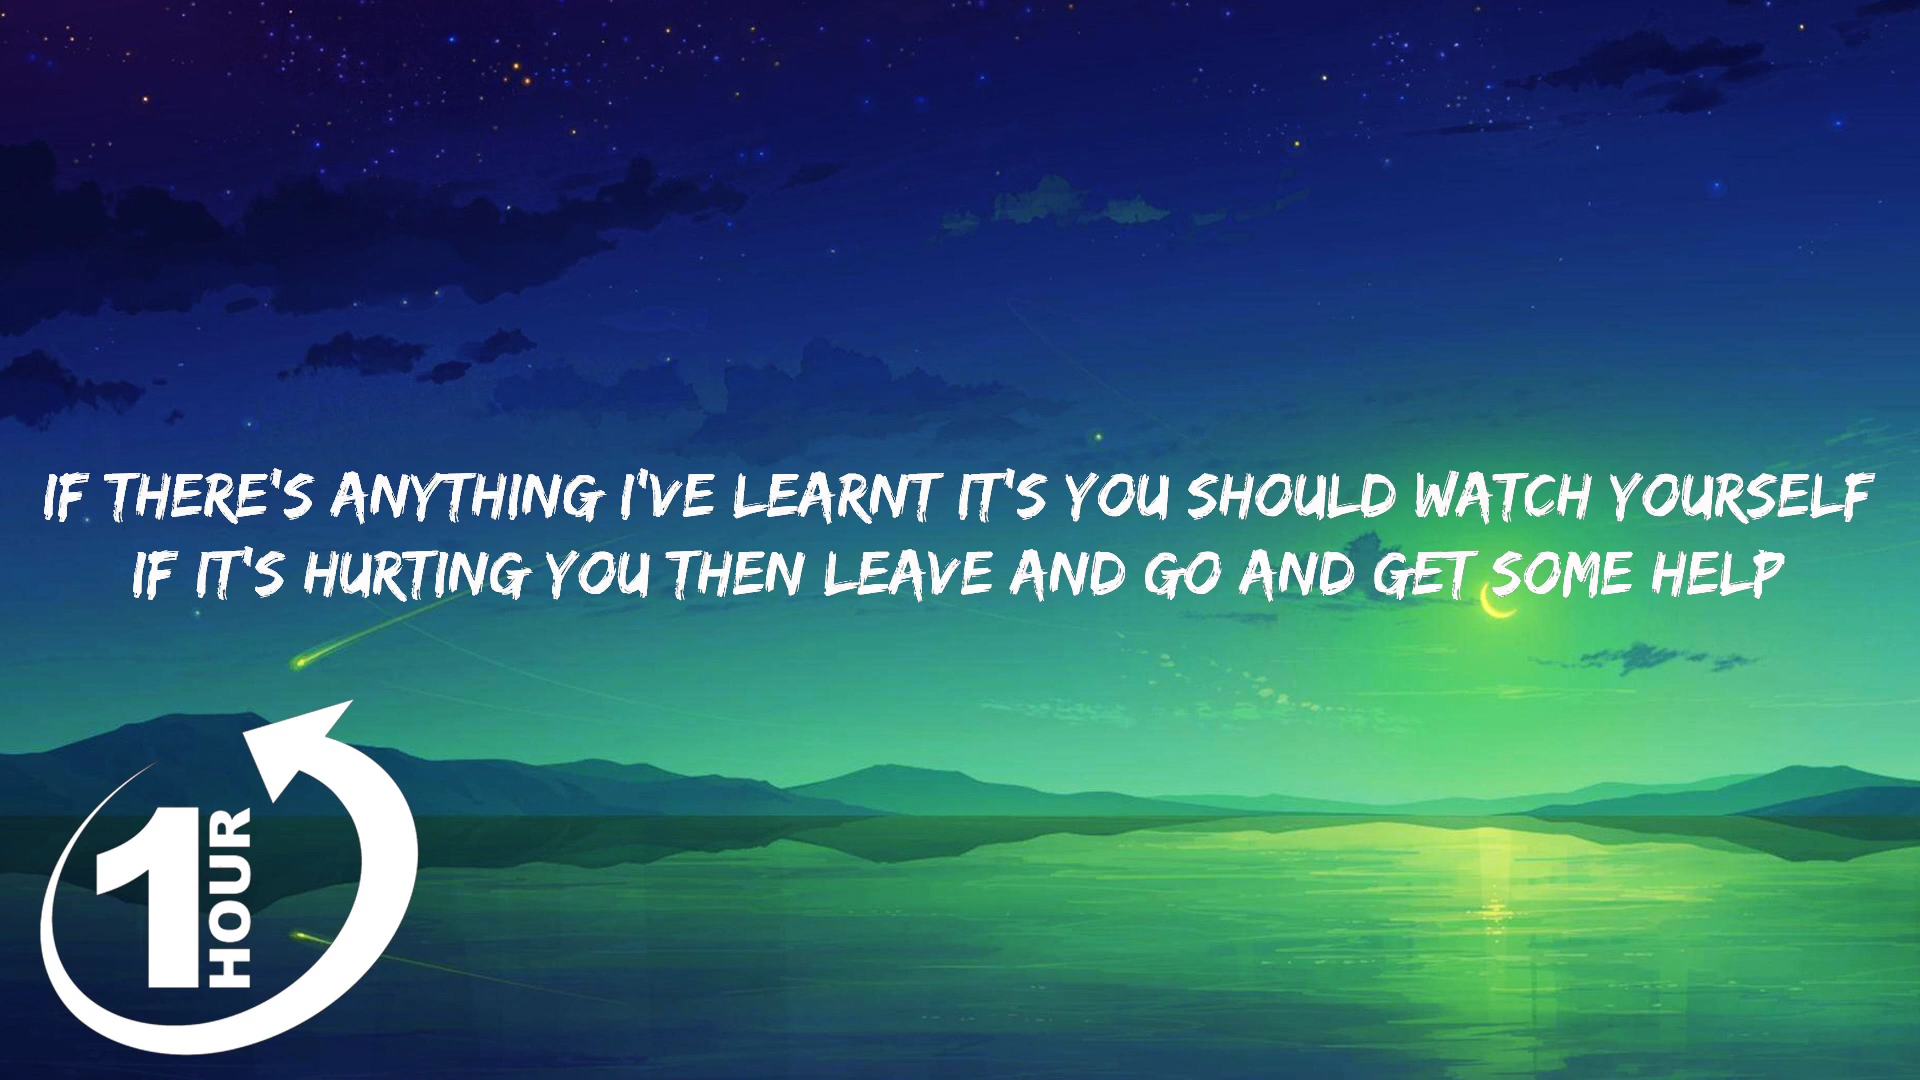 IF THERE'S ANYTHING I'VE LEARNT IT'S YOU SHOULD WATCH YOURSELF
IF IT'S HURTING YOU THEN LEAVE AND GO AND GET SOME HELP
1 HOUR